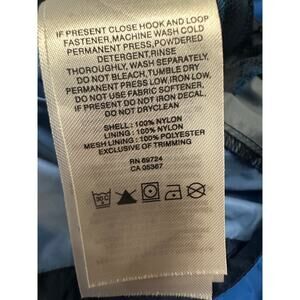 IF PRESENT CLOSE HOOK AND LOOP
FASTENER, MACHINE WASH COLD
PERMANENT PRESS, POWDERED
DETERGENT, RINSE
THOROUGHLY, WASH SEPARATELY,
DO NOT BLEACH, TUMBLE DRY
PERMANENT PRESS LOW, IRON LOW,
DO NOT USE FABRIC SOFTENER, IF
PRESENT DO NOT IRON DECAL,
DO NOT DRYCLEAN
SHELL : 100% NYLON
LINING : 100% NYLON
MESH LINING : 100% POLYESTER
EXCLUSIVE OF TRIMMING
RN 69724
CA 05367
30 C